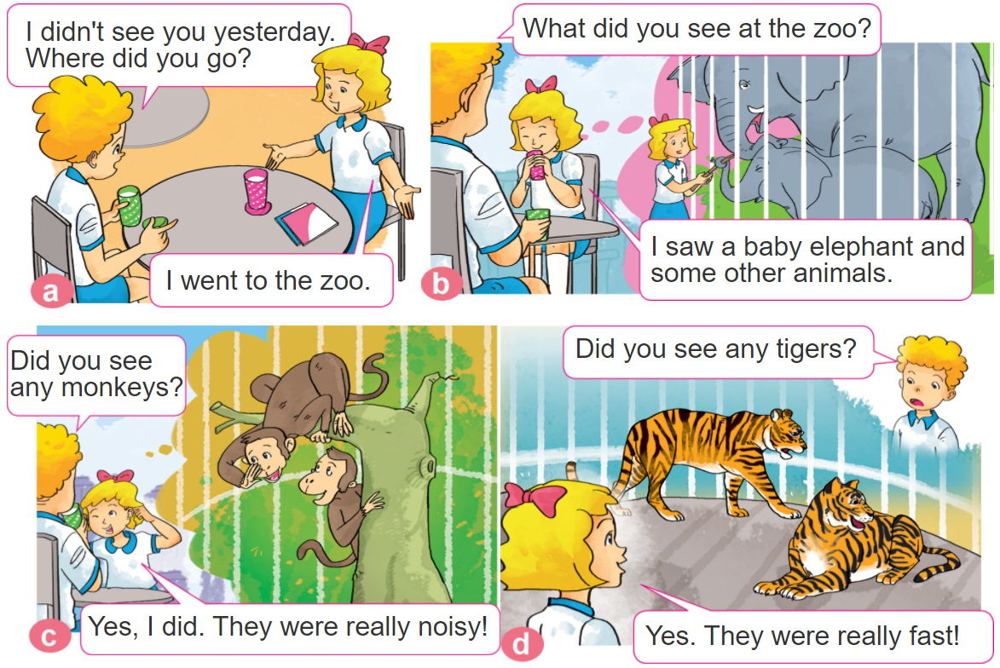 I didn't see you yesterday.
Where did you go?
I went to the zoo.
a
What did you see at the zoo?
I saw a baby elephant and
some other animals.
b
Did you see
any monkeys?
Yes, I did. They were really noisy!
c
Did you see any tigers?
Yes. They were really fast!
d